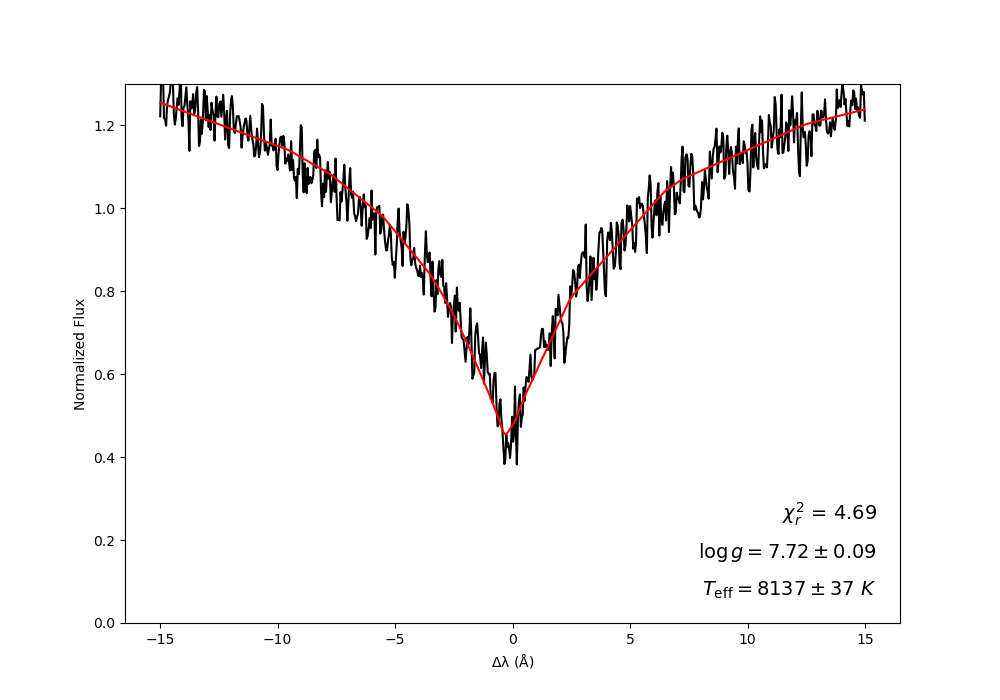 1.2
1.0
0.8
0.6
0.4
0.2
0.0
Normalized Flux
χ²ᵣ = 4.69
log g = 7.72 ± 0.09
T_eff = 8137 ± 37 K
−15
−10
−5
0
5
10
15
Δλ (Å)